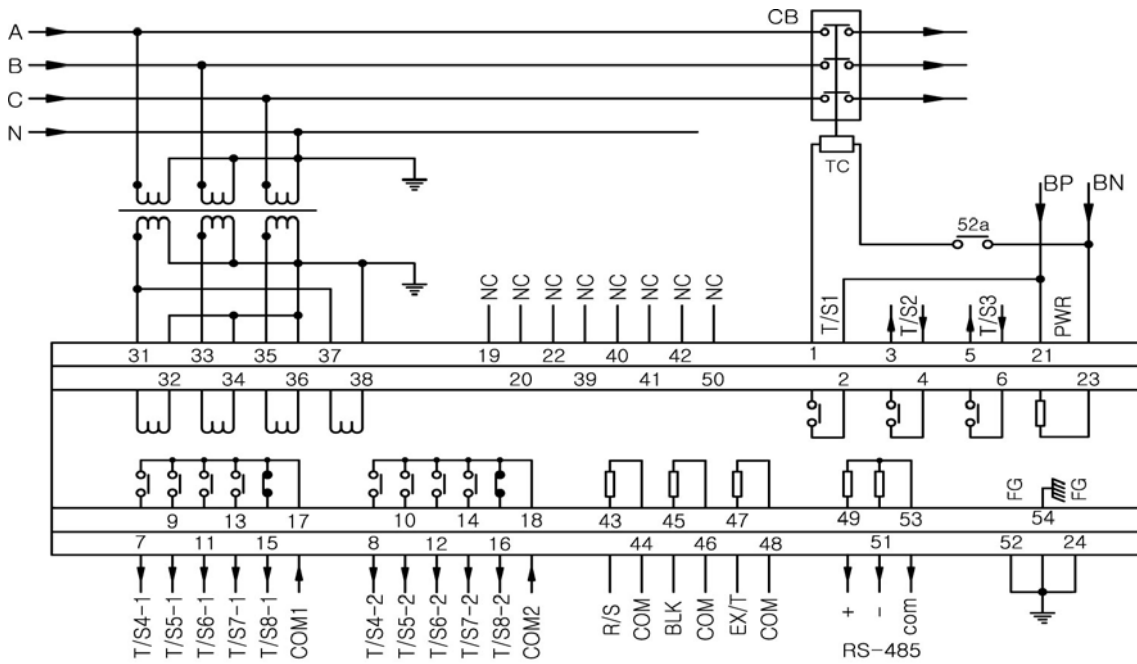 CB
A
B
C
N
TC
BP BN
52a
NC NC NC NC NC NC NC NC
T/S1 T/S2 T/S3 PWR
31 33 35 37 19 22 40 42 1 3 5 21
32 34 36 38 20 39 41 50 2 4 6 23
FG FG
9 13 17 10 14 18 43 45 47 49 53 54
7 11 15 8 12 16 44 46 48 51 52 24
T/S4-1 T/S5-1 T/S6-1 T/S7-1 T/S8-1 COM1 T/S4-2 T/S5-2 T/S6-2 T/S7-2 T/S8-2 COM2 R/S COM BLK COM EX/T COM + - com
RS-485